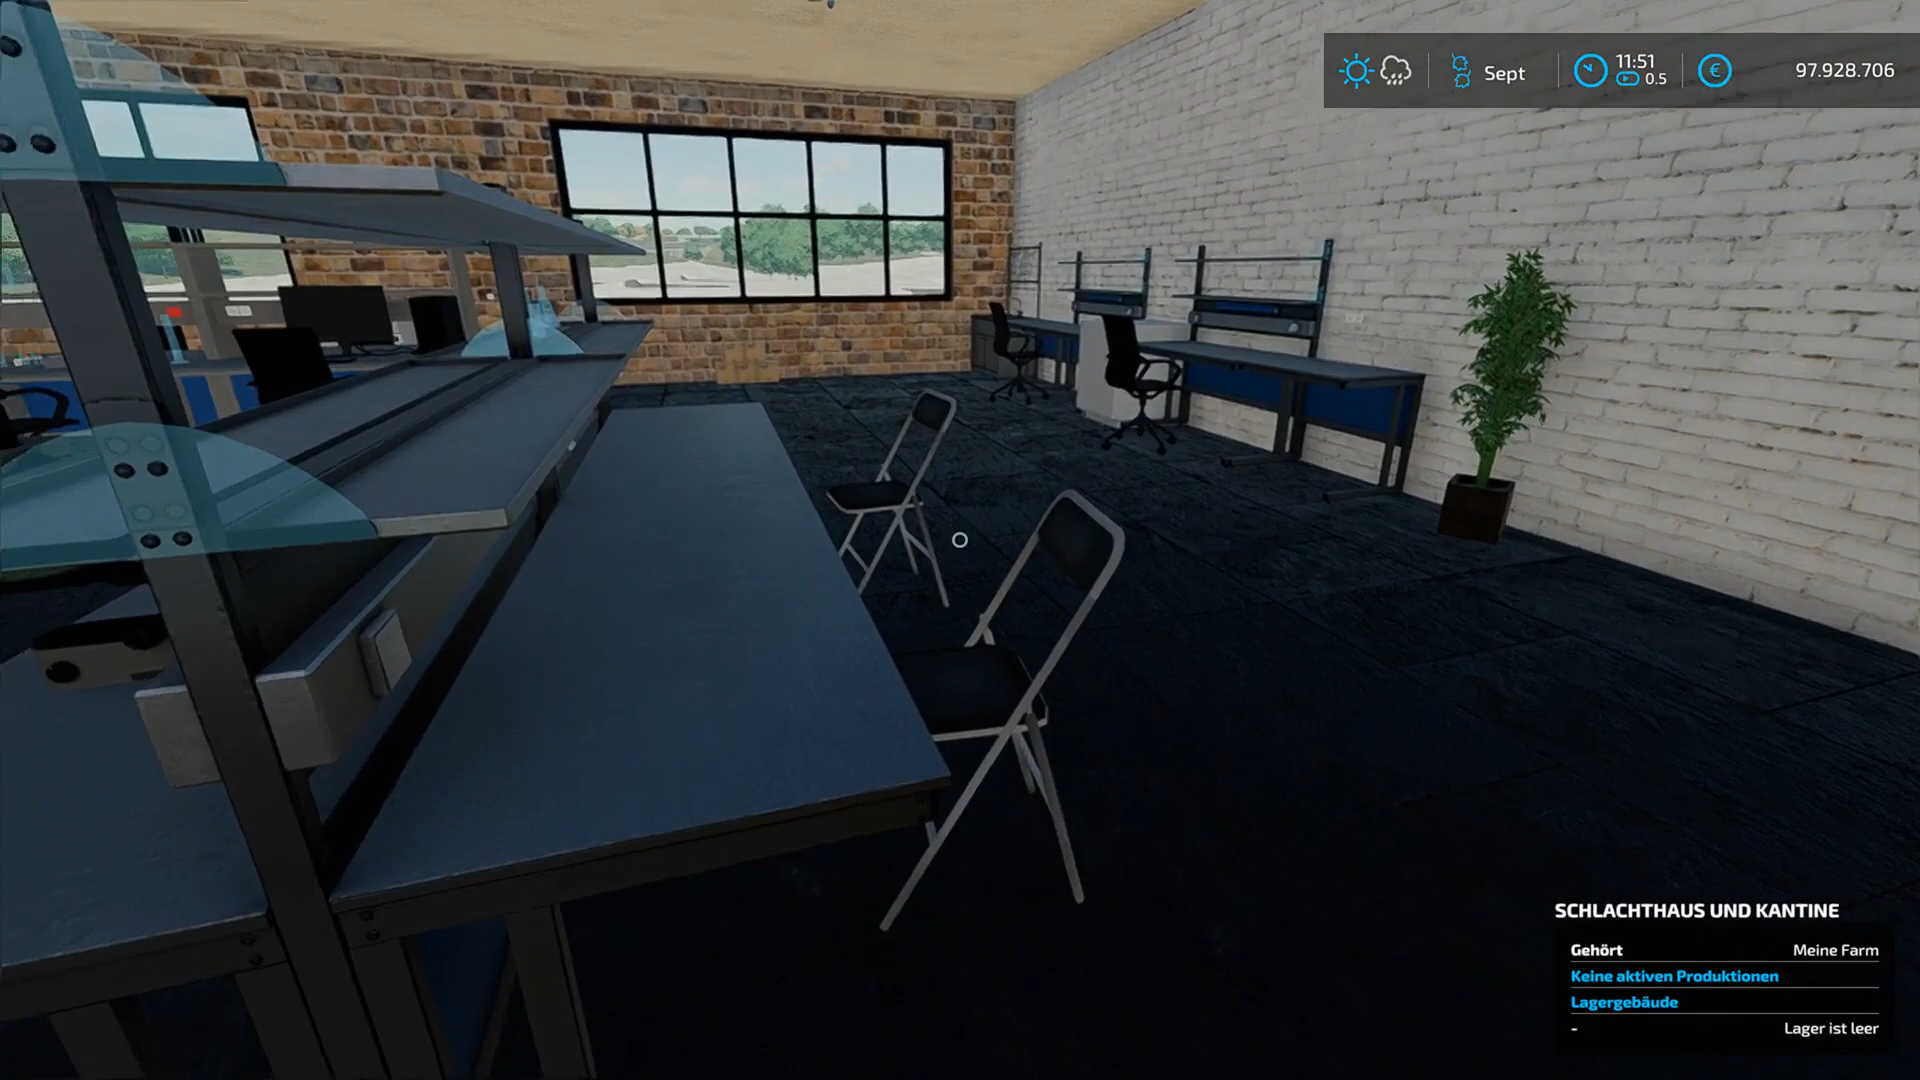 Sept
11:51
0.5
97.928.706
SCHLACHTHAUS UND KANTINE
Gehört Meine Farm
Keine aktiven Produktionen
Lagergebäude
- Lager ist leer